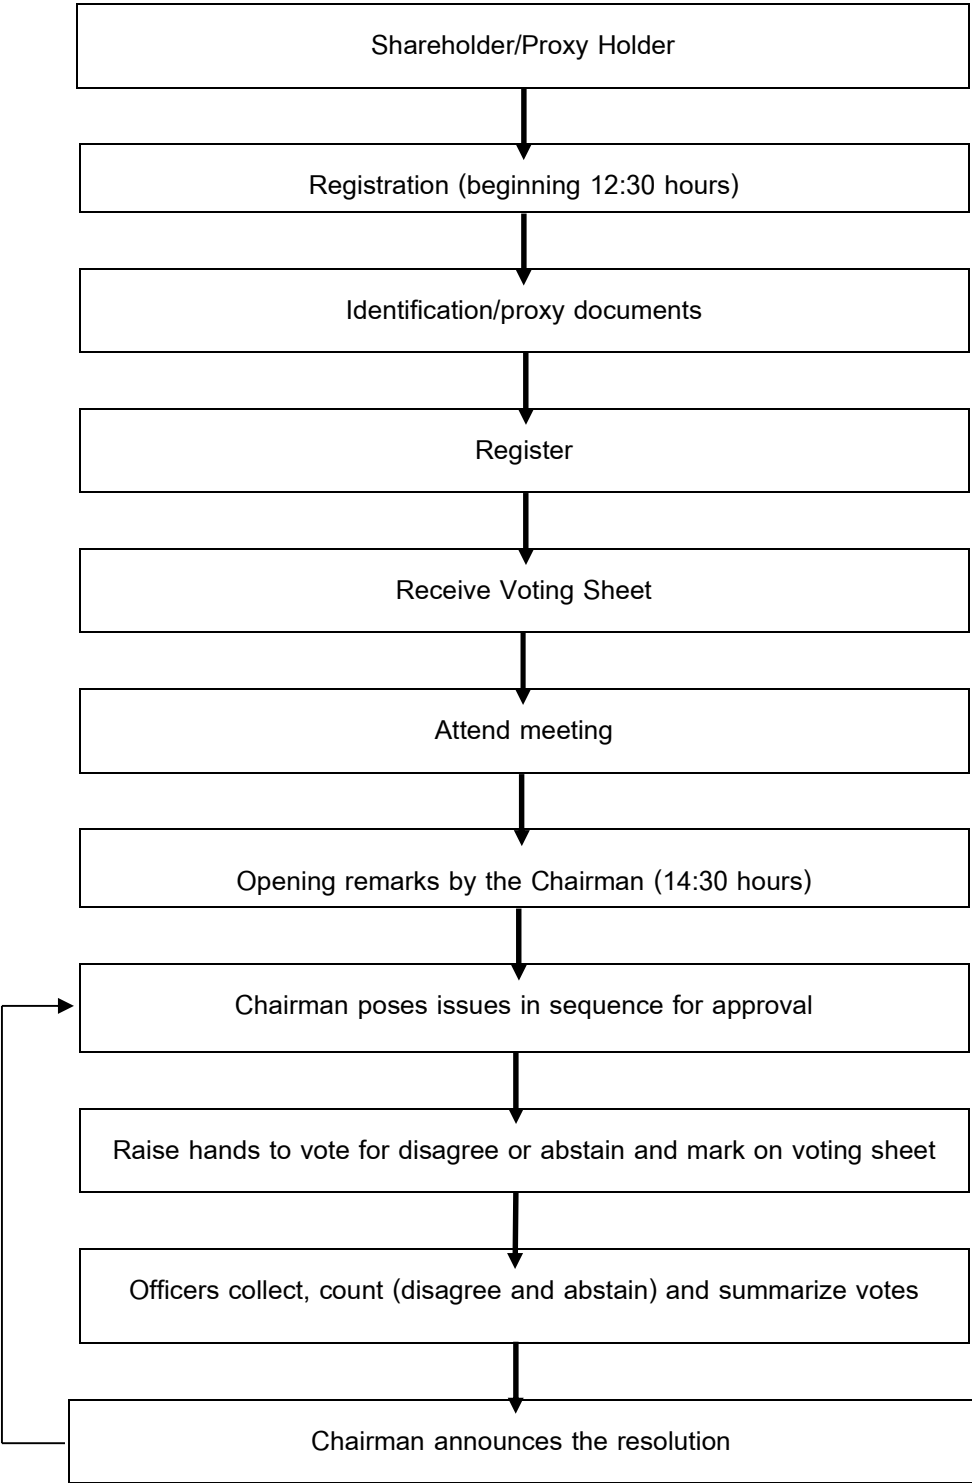 Shareholder/Proxy Holder
Registration (beginning 12:30 hours)
Identification/proxy documents
Register
Receive Voting Sheet
Attend meeting
Opening remarks by the Chairman (14:30 hours)
Chairman poses issues in sequence for approval
Raise hands to vote for disagree or abstain and mark on voting sheet
Officers collect, count (disagree and abstain) and summarize votes
Chairman announces the resolution